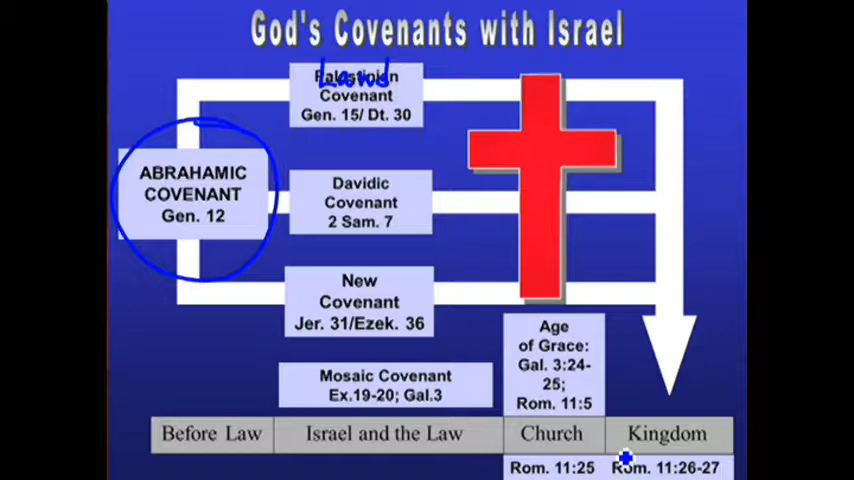 God's Covenants with Israel
Land
Palestinian
Covenant
Gen. 15/ Dt. 30
ABRAHAMIC
COVENANT
Gen. 12
Davidic
Covenant
2 Sam. 7
New
Covenant
Jer. 31/Ezek. 36
Mosaic Covenant
Ex.19-20; Gal.3
Age
of Grace:
Gal. 3:24-
25;
Rom. 11:5
Before Law
Israel and the Law
Church
Kingdom
Rom. 11:25
Rom. 11:26-27